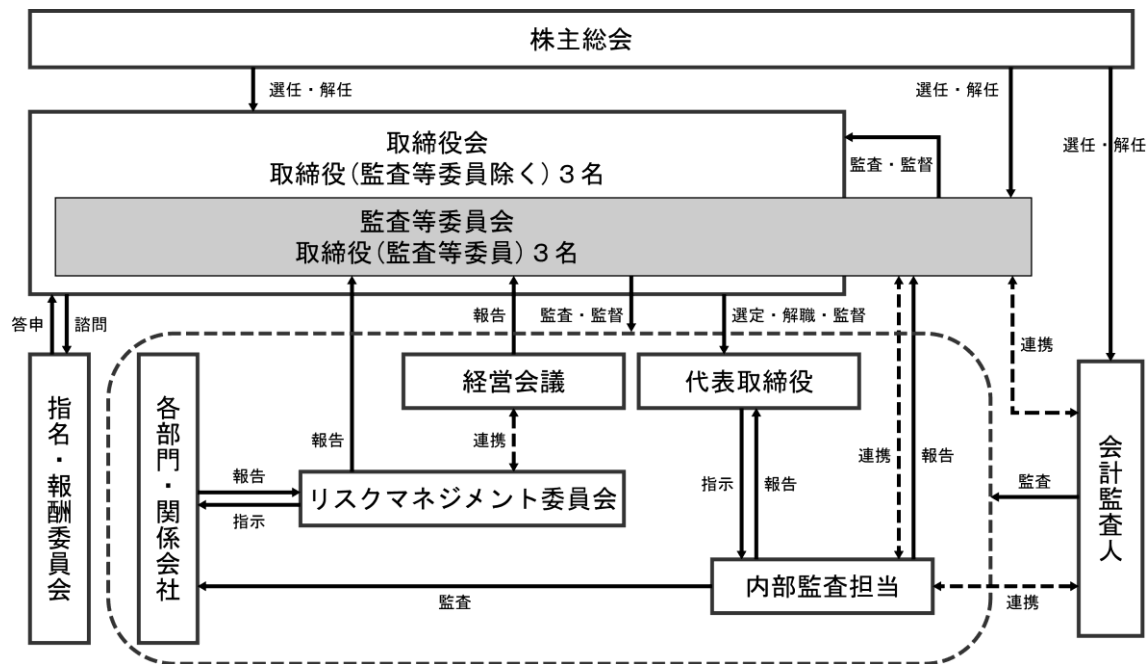 株主総会
選任・解任
選任・解任
選任・解任
取締役会
取締役(監査等委員除く)3名
監査・監督
監査等委員会
取締役(監査等委員)3名
答申
諮問
報告
監査・監督
選定・解職・監督
連携
指名・報酬委員会
各部門・関係会社
経営会議
代表取締役
会計監査人
報告
連携
連携
報告
報告
指示
リスクマネジメント委員会
指示
報告
監査
監査
内部監査担当
連携